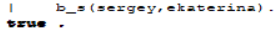 |    b_s(sergey,ekaterina).
true .